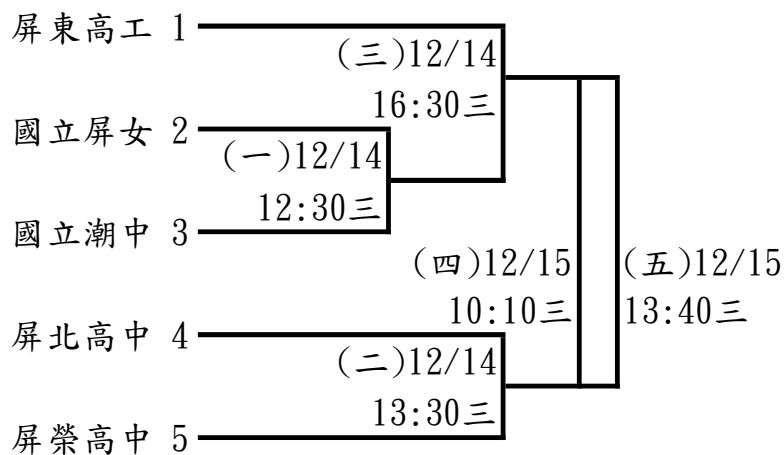 屏東高工 1
(三)12/14
16:30三
國立屏女 2
(一)12/14
12:30三
國立潮中 3
(四)12/15
10:10三
(五)12/15
13:40三
屏北高中 4
(二)12/14
13:30三
屏榮高中 5